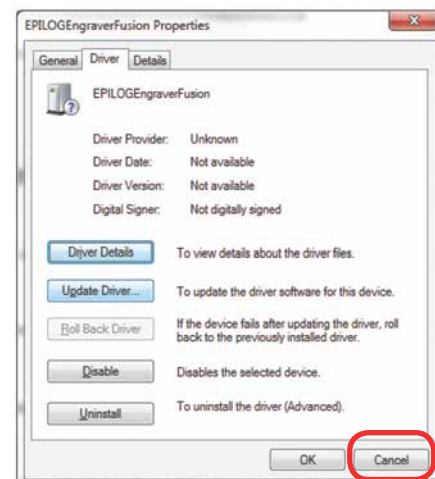 EPILOGEngraverFusion Properties
General Driver Details
EPILOGEngraverFusion
Driver Provider: Unknown
Driver Date: Not available
Driver Version: Not available
Digital Signer: Not digitally signed
Driver Details To view details about the driver files.
Update Driver... To update the driver software for this device.
Roll Back Driver If the device fails after updating the driver, roll
back to the previously installed driver.
Disable Disables the selected device.
Uninstall To uninstall the driver (Advanced).
OK Cancel